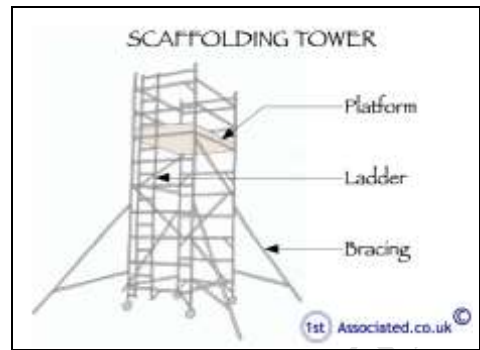 SCAFFOLDING TOWER
Platform
Ladder
Bracing
1st Associated.co.uk ©